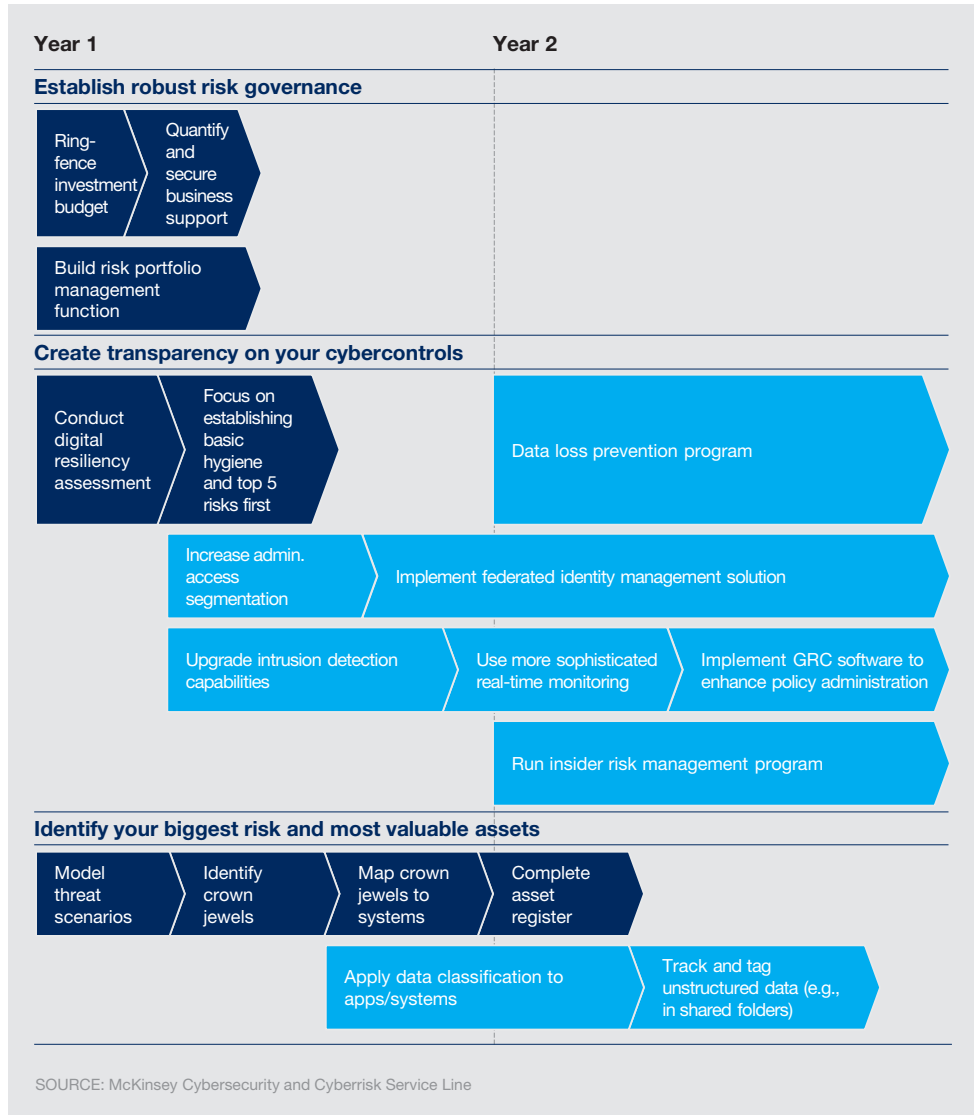 Year 1
Year 2
Establish robust risk governance
Ring-
fence
investment
budget
Quantify
and
secure
business
support
Build risk portfolio
management
function
Create transparency on your cybercontrols
Conduct
digital
resiliency
assessment
Focus on
establishing
basic
hygiene
and top 5
risks first
Data loss prevention program
Increase admin.
access
segmentation
Implement federated identity management solution
Upgrade intrusion detection
capabilities
Use more sophisticated
real-time monitoring
Implement GRC software to
enhance policy administration
Run insider risk management program
Identify your biggest risk and most valuable assets
Model
threat
scenarios
Identify
crown
jewels
Map crown
jewels to
systems
Complete
asset
register
Apply data classification to
apps/systems
Track and tag
unstructured data (e.g.,
in shared folders)
SOURCE: McKinsey Cybersecurity and Cyberrisk Service Line